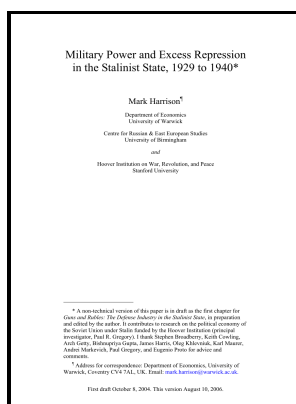 Military Power and Excess Repression
in the Stalinist State, 1929 to 1940*
Mark Harrison¶
Department of Economics
University of Warwick
Centre for Russian & East European Studies
University of Birmingham
and
Hoover Institution on War, Revolution, and Peace
Stanford University
* A non-technical version of this paper is in draft as the first chapter for
Guns and Rubles: The Defense Industry in the Stalinist State, in preparation
and edited by the author. It contributes to research on the political economy of
the Soviet Union under Stalin funded by the Hoover Institution (principal
investigator, Paul R. Gregory). I thank Stephen Broadberry, Keith Cowling,
Arch Getty, Bishnupriya Gupta, James Harris, Oleg Khlevniuk, Karl Maurer,
Andrei Markevich, Paul Gregory, and Eugenio Proto for advice and
comments.
¶ Address for correspondence: Department of Economics, University of
Warwick, Coventry CV4 7AL, UK. Email: mark.harrison@warwick.ac.uk.
First draft October 8, 2004. This version August 10, 2006.